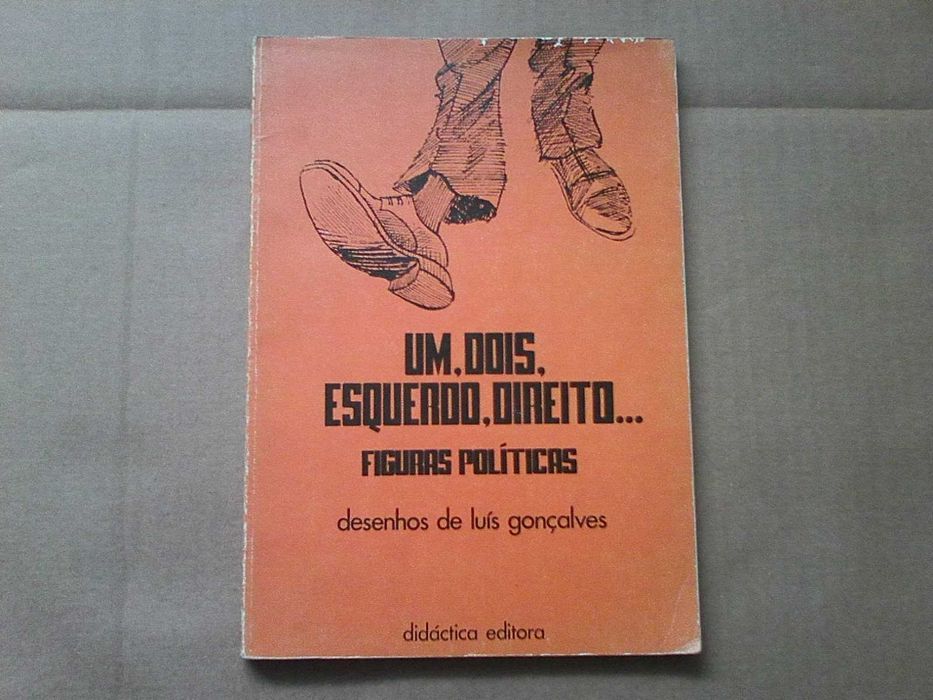 UM, DOIS,
ESQUERDO, DIREITO...
FIGURAS POLÍTICAS
desenhos de luís gonçalves
didáctica editora